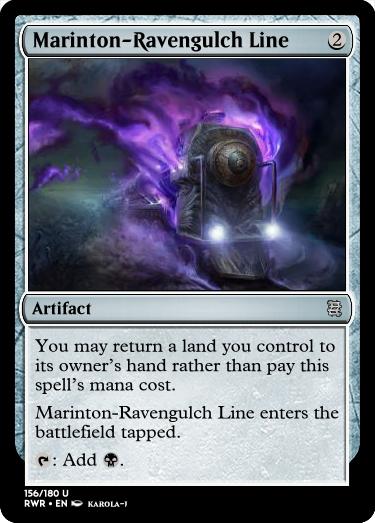 Marinton-Ravengulch Line 2
Artifact
You may return a land you control to
its owner's hand rather than pay this
spell's mana cost.
Marinton-Ravengulch Line enters the
battlefield tapped.
: Add .
156/180 U
RWR • EN KAROLA-J